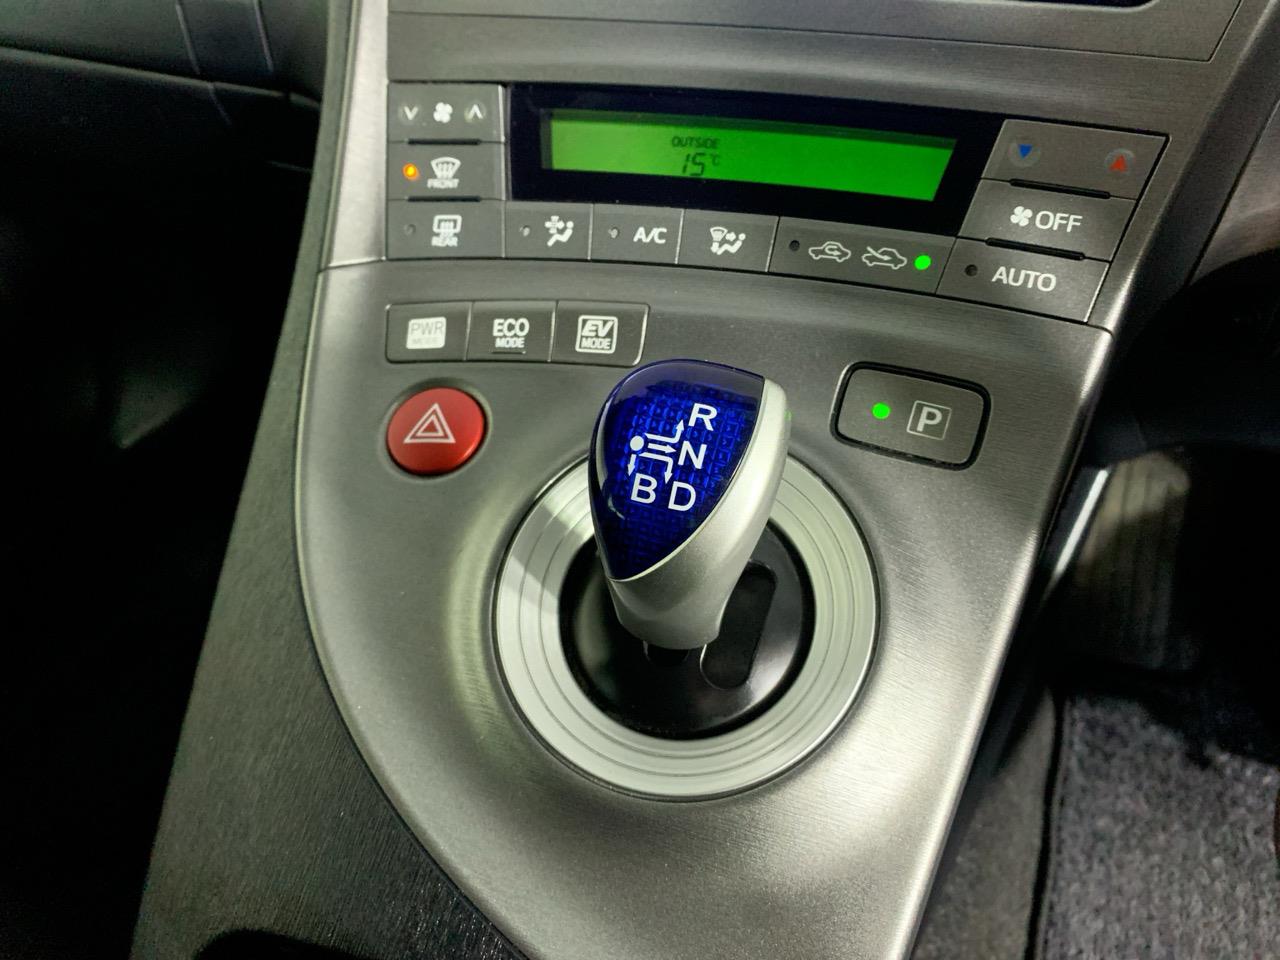 OUTSIDE
15°C
FRONT
REAR
A/C
OFF
AUTO
PWR
MODE
ECO
MODE
EV
MODE
P
R
N
B D